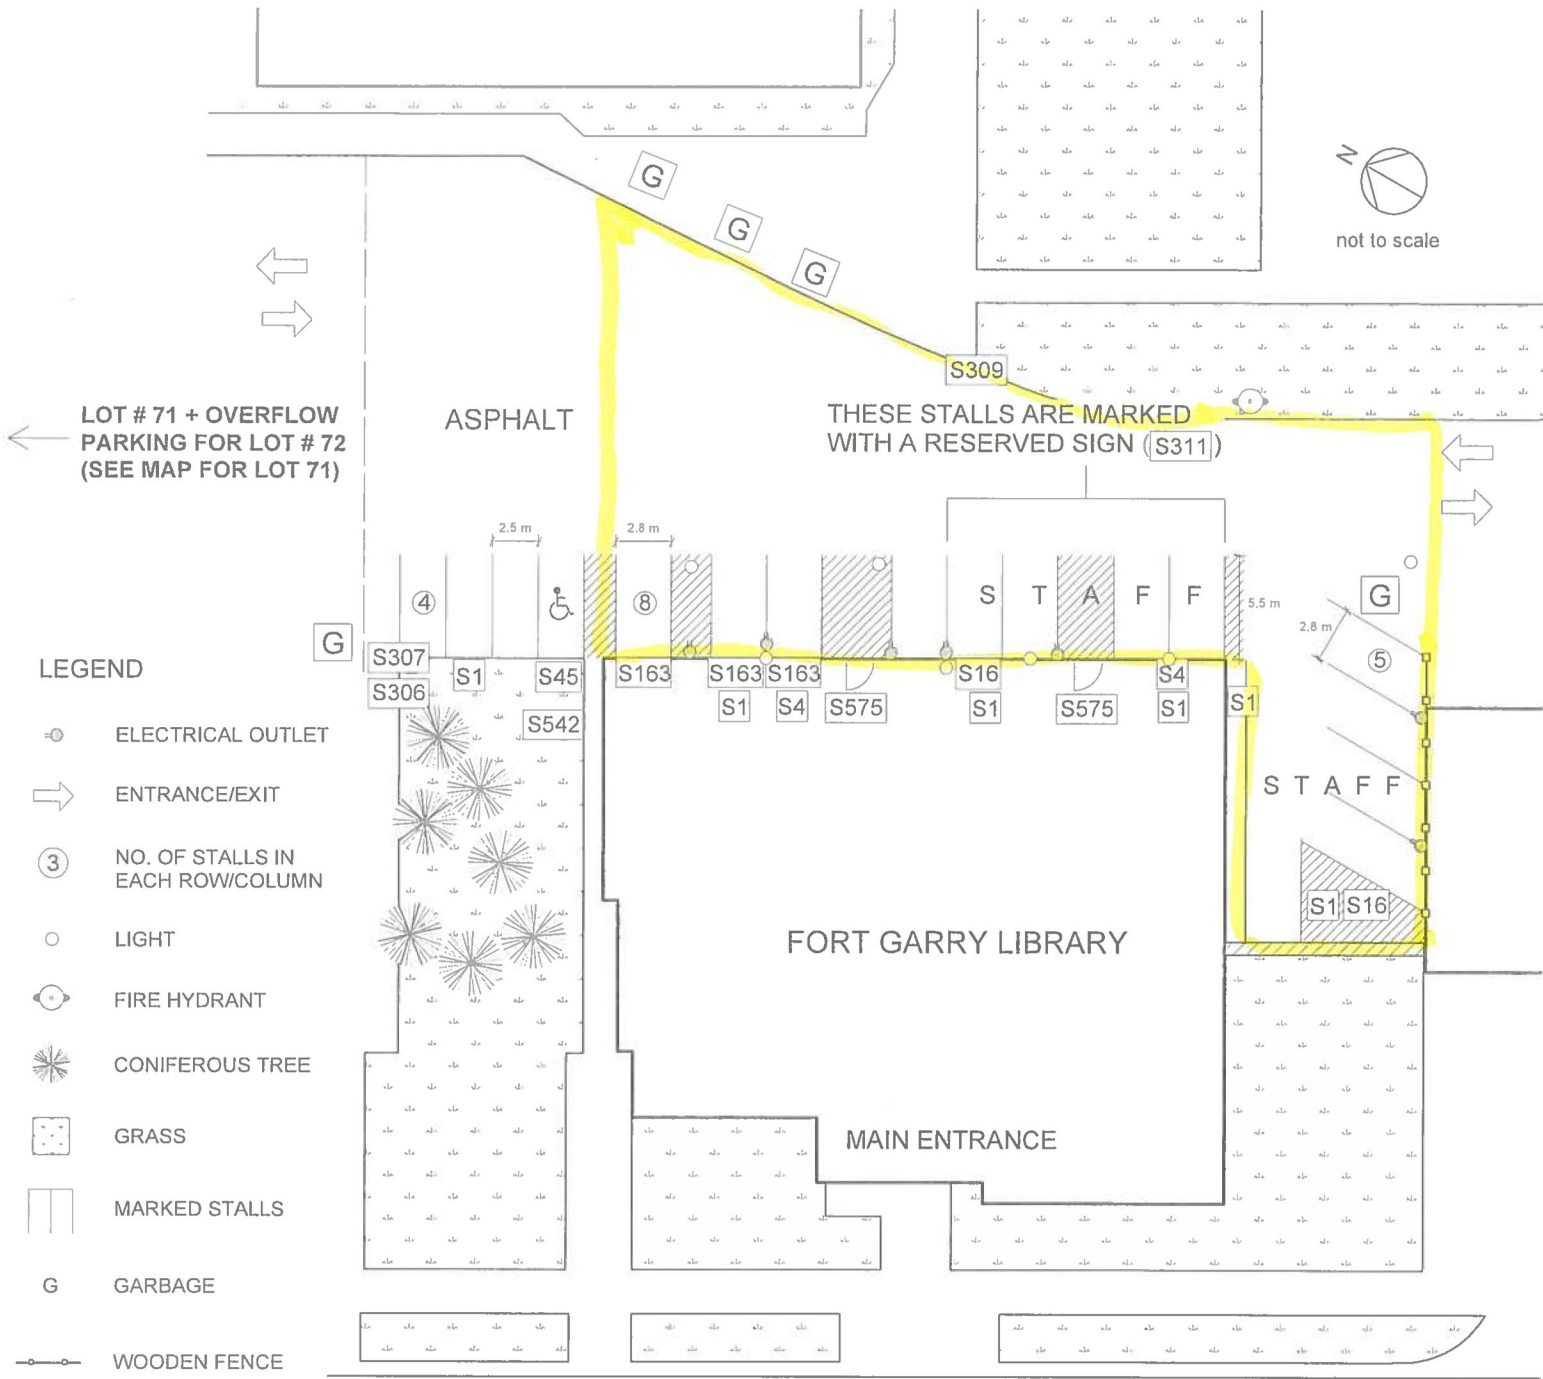 G
G
G
N
not to scale
S309
LOT # 71 + OVERFLOW
PARKING FOR LOT # 72
(SEE MAP FOR LOT 71)
ASPHALT
THESE STALLS ARE MARKED
WITH A RESERVED SIGN (S311)
2.5 m
2.8 m
4
8
S T A F F
5.5 m
G
2.8 m
5
G
S307
S306
S1
S45
S542
S163
S163
S1
S163
S4
S575
S16
S1
S575
S4
S1
S1
S T A F F
S1 S16
FORT GARRY LIBRARY
MAIN ENTRANCE
LEGEND
ELECTRICAL OUTLET
ENTRANCE/EXIT
3
NO. OF STALLS IN
EACH ROW/COLUMN
LIGHT
FIRE HYDRANT
CONIFEROUS TREE
GRASS
MARKED STALLS
G GARBAGE
WOODEN FENCE